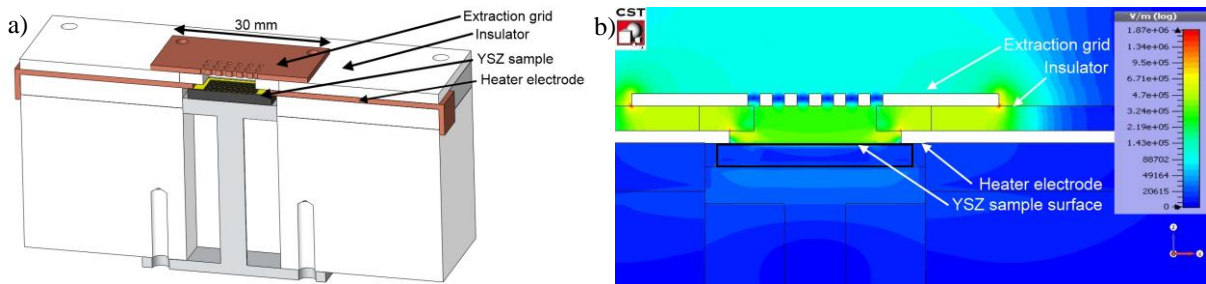 a)
30 mm
Extraction grid
Insulator
YSZ sample
Heater electrode
b)
CST
Extraction grid
Insulator
Heater electrode
YSZ sample surface
V/m (log)
1.87e+06
1.34e+06
9.5e+05
6.71e+05
4.7e+05
3.24e+05
2.19e+05
1.43e+05
88702
49164
20615
0
z
x